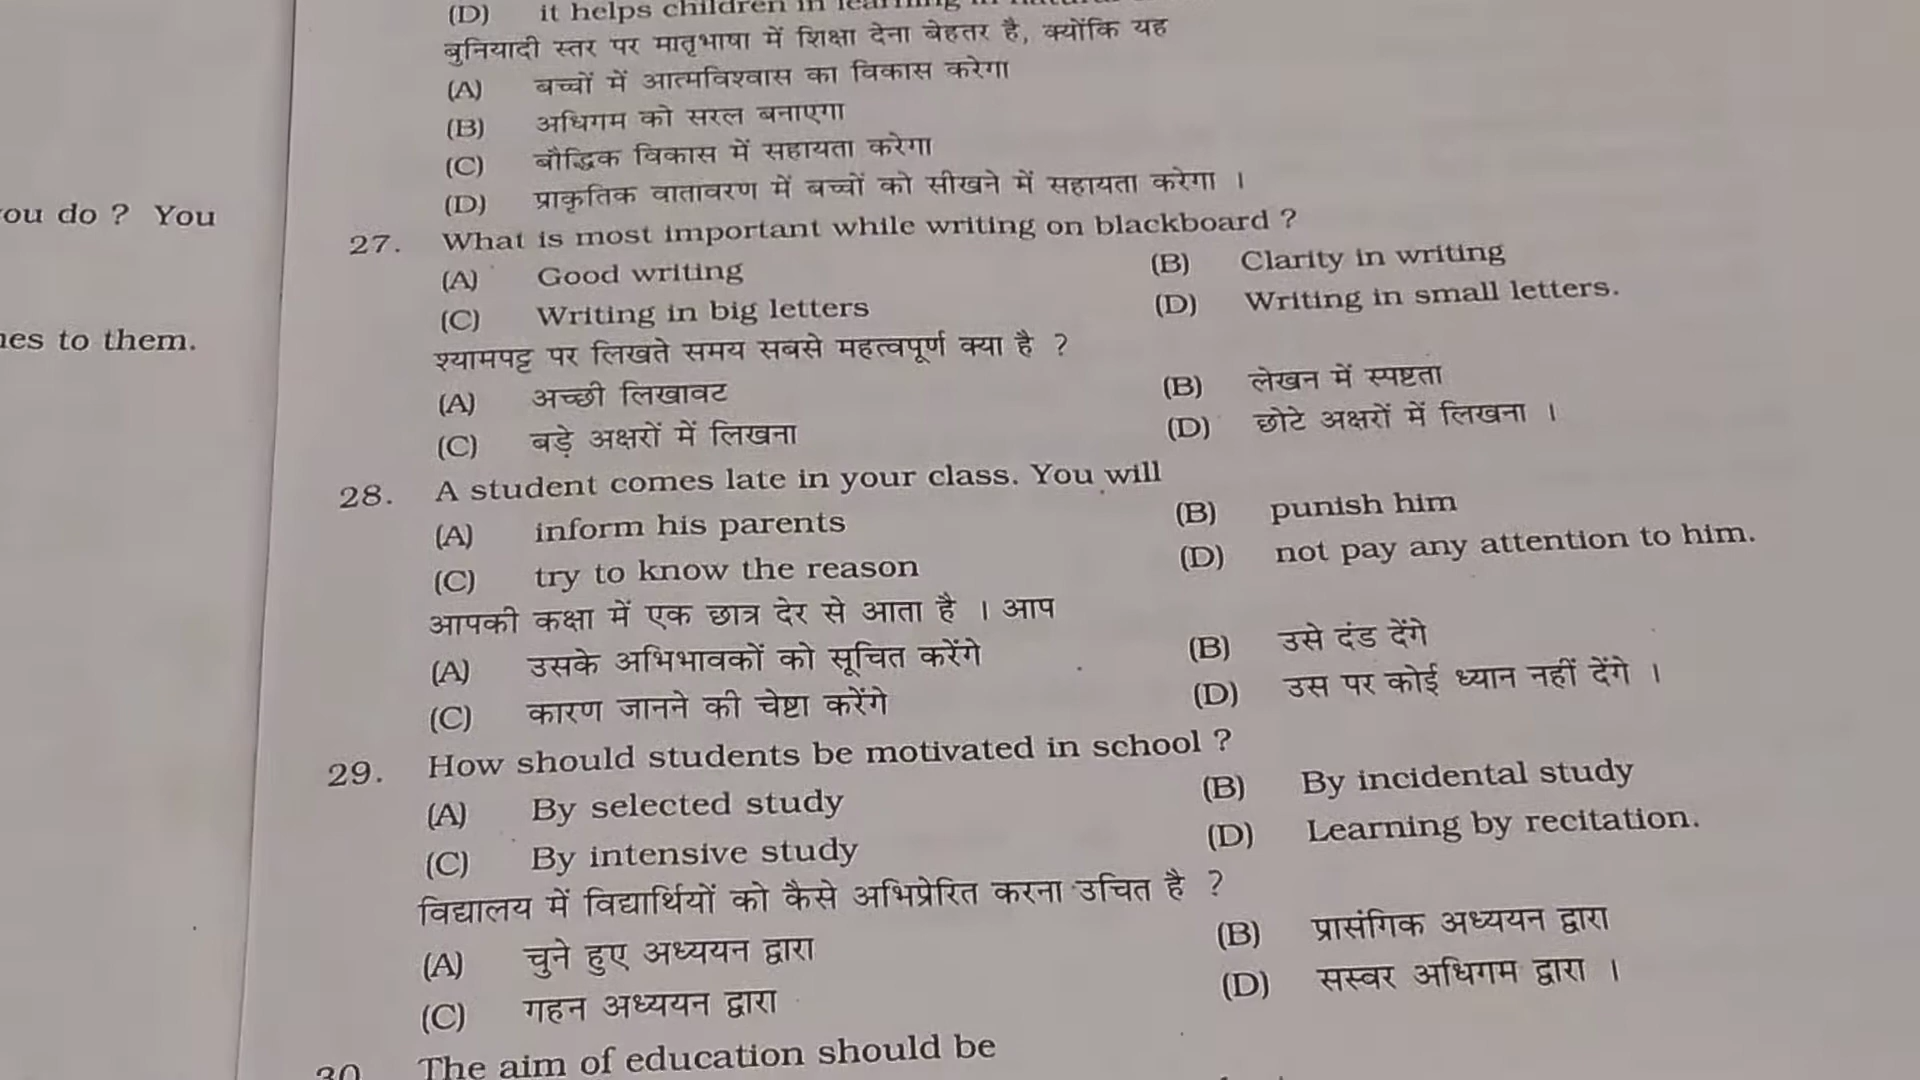 (D) it helps children in learning in
बुनियादी स्तर पर मातृभाषा में शिक्षा देना बेहतर है, क्योंकि यह
(A) बच्चों में आत्मविश्वास का विकास करेगा
(B) अधिगम को सरल बनाएगा
(C) बौद्धिक विकास में सहायता करेगा
(D) प्राकृतिक वातावरण में बच्चों को सीखने में सहायता करेगा ।
ou do ? You
es to them.
27. What is most important while writing on blackboard ?
(A) Good writing (B) Clarity in writing
(C) Writing in big letters (D) Writing in small letters.
श्यामपट्ट पर लिखते समय सबसे महत्वपूर्ण क्या है ?
(A) अच्छी लिखावट (B) लेखन में स्पष्टता
(C) बड़े अक्षरों में लिखना (D) छोटे अक्षरों में लिखना ।
28. A student comes late in your class. You will
(A) inform his parents (B) punish him
(C) try to know the reason (D) not pay any attention to him.
आपकी कक्षा में एक छात्र देर से आता है । आप
(A) उसके अभिभावकों को सूचित करेंगे (B) उसे दंड देंगे
(C) कारण जानने की चेष्टा करेंगे (D) उस पर कोई ध्यान नहीं देंगे ।
29. How should students be motivated in school ?
(A) By selected study (B) By incidental study
(C) By intensive study (D) Learning by recitation.
विद्यालय में विद्यार्थियों को कैसे अभिप्रेरित करना उचित है ?
(A) चुने हुए अध्ययन द्वारा (B) प्रासंगिक अध्ययन द्वारा
(C) गहन अध्ययन द्वारा (D) सस्वर अधिगम द्वारा ।
30. The aim of education should be